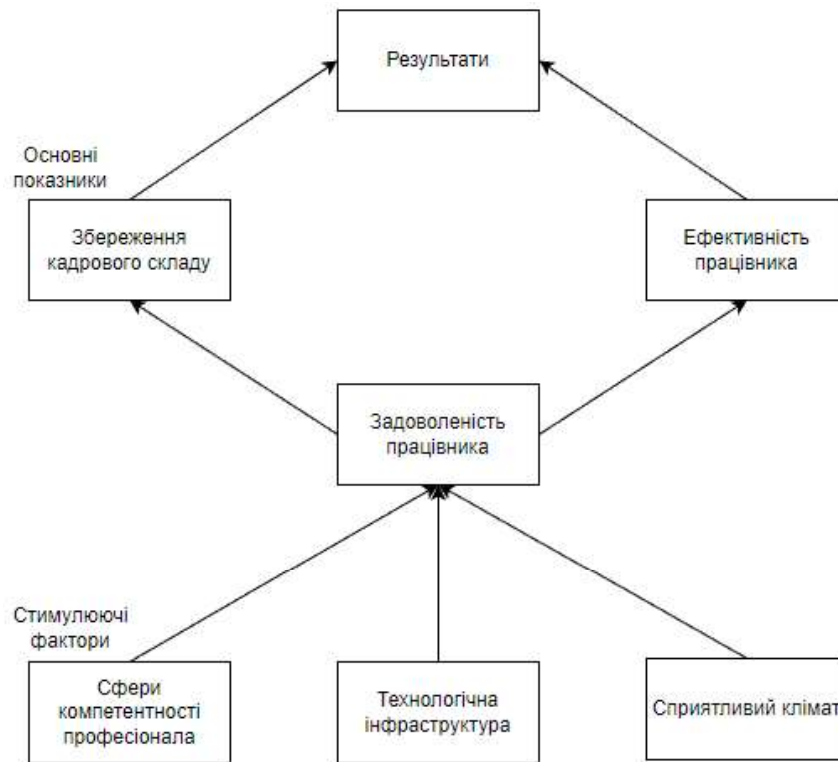 Результати
Основні
показники
Збереження
кадрового складу
Ефективність
працівника
Задоволеність
працівника
Стимулюючі
фактори
Сфери
компетентності
професіонала
Технологічна
інфраструктура
Сприятливий клімат